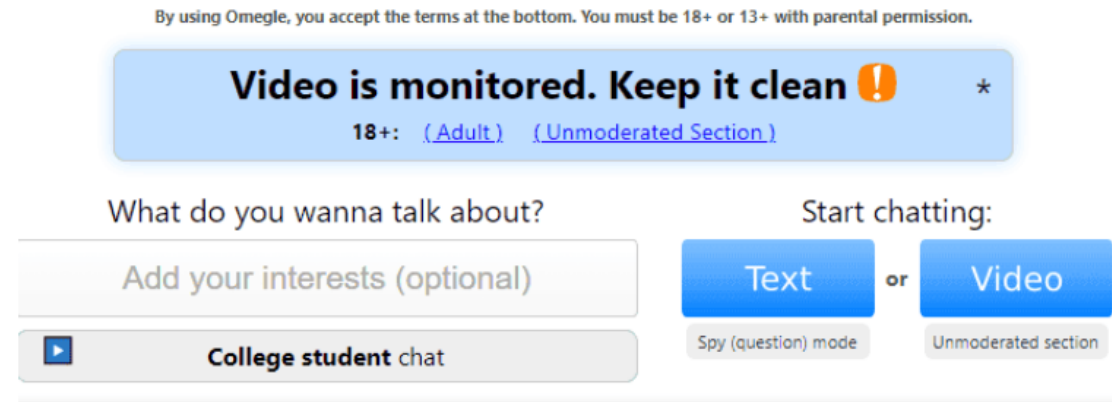 By using Omegle, you accept the terms at the bottom. You must be 18+ or 13+ with parental permission.
Video is monitored. Keep it clean ! *
18+: ( Adult ) ( Unmoderated Section )
What do you wanna talk about?
Start chatting:
Add your interests (optional)
Text or Video
Spy (question) mode
Unmoderated section
College student chat